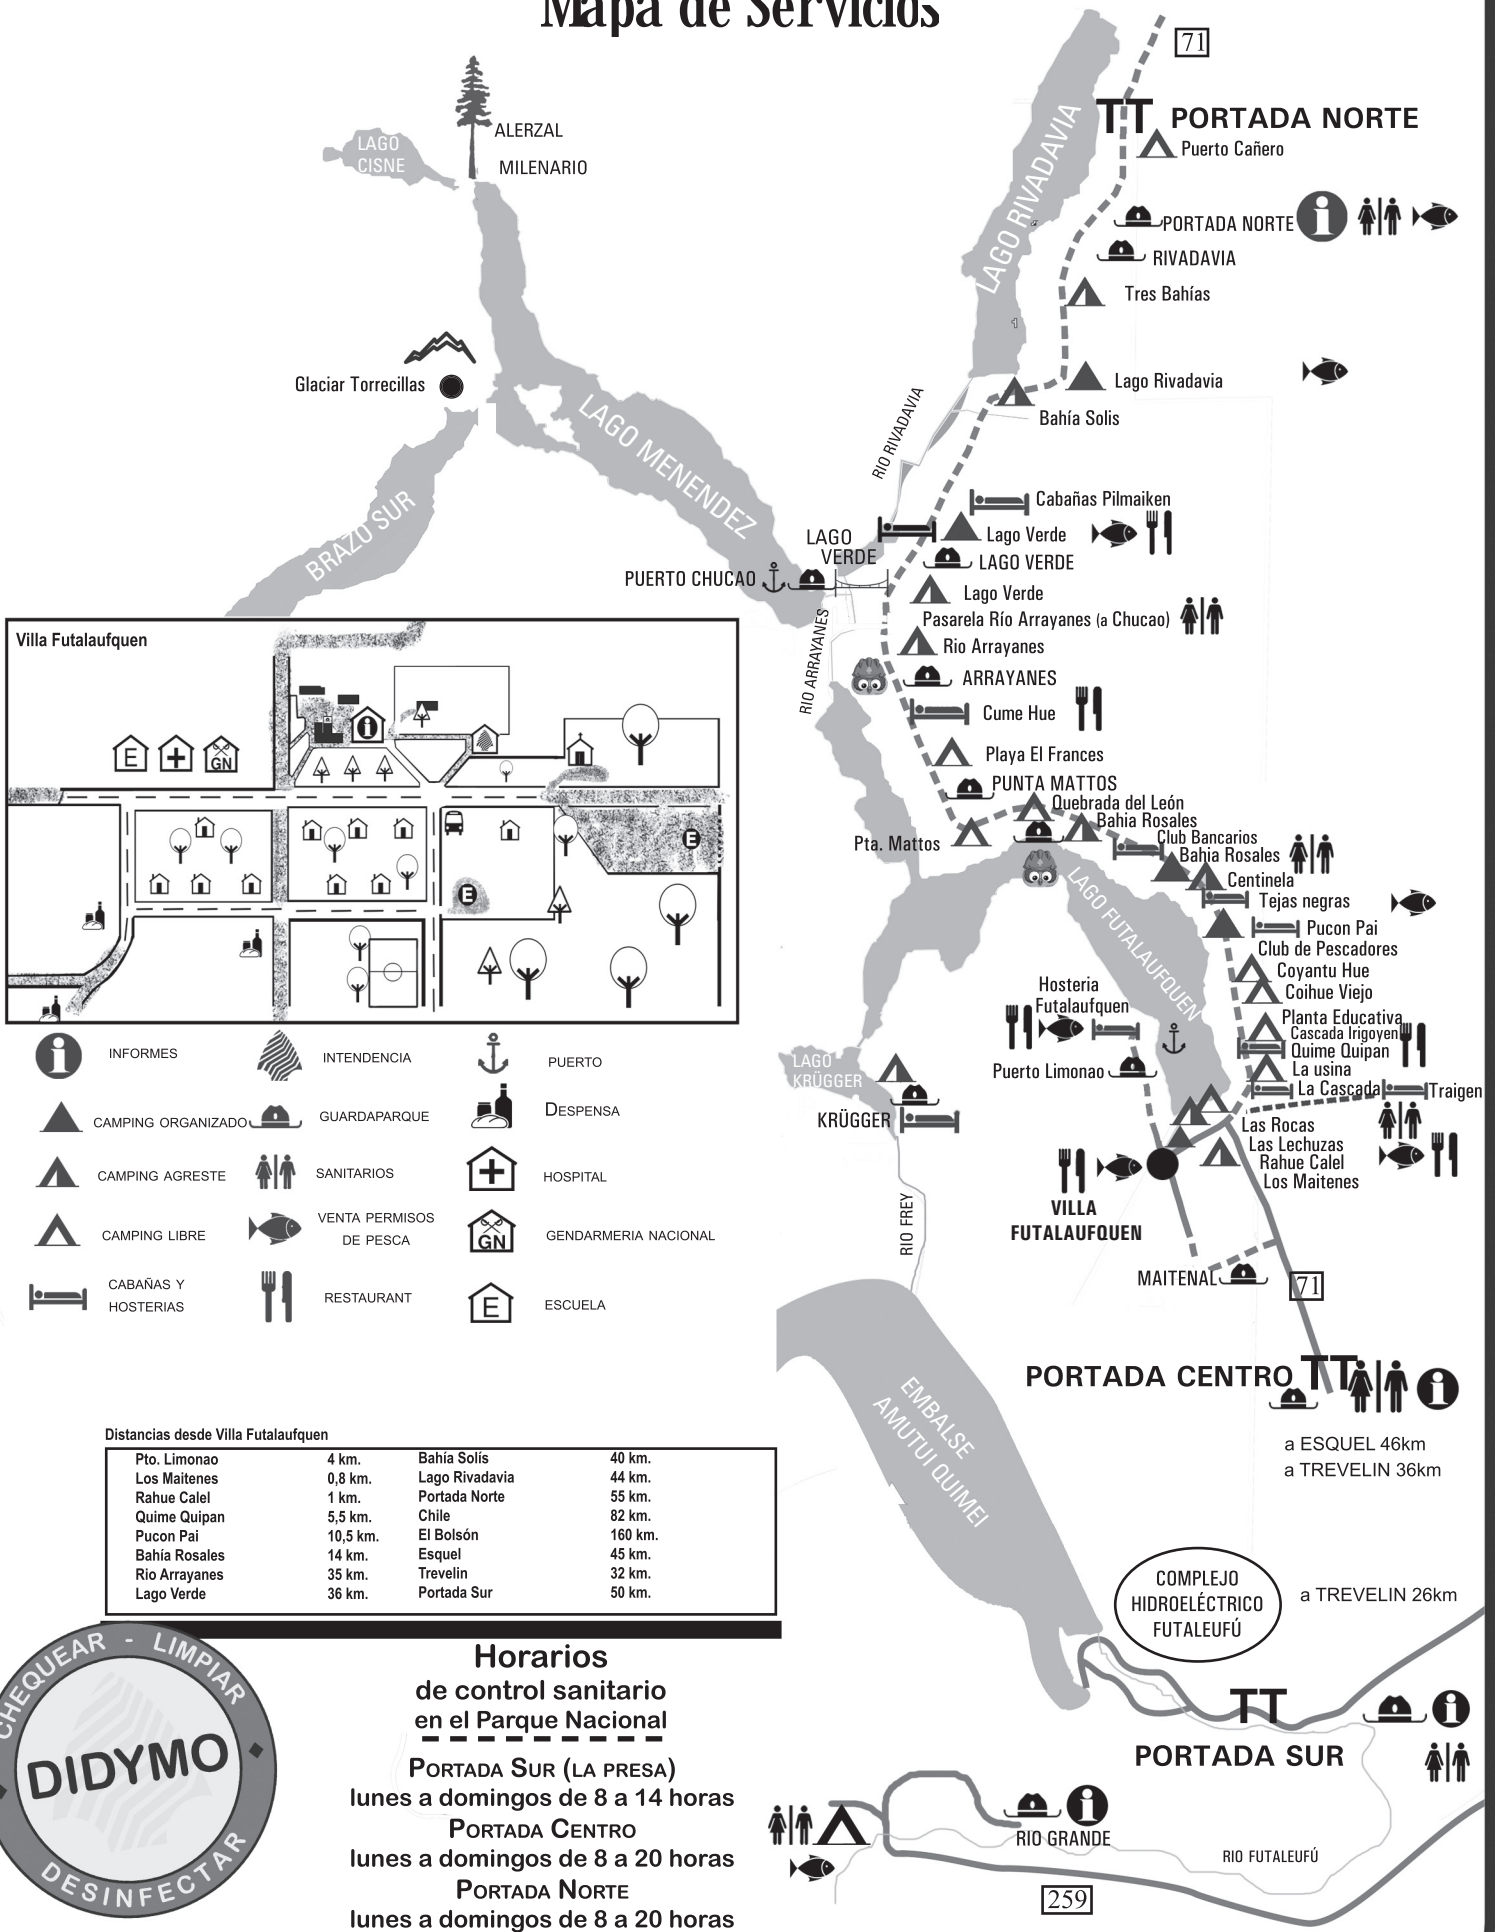 Mapa de Servicios
71
PORTADA NORTE
Puerto Cañero
ALERZAL
MILENARIO
LAGO
CISNE
LAGO RIVADAVIA
PORTADA NORTE
RIVADAVIA
Tres Bahías
Glaciar Torrecillas
Lago Rivadavia
Bahía Solis
RIO RIVADAVIA
LAGO MENENDEZ
BRAZO SUR
Cabañas Pilmaiken
Lago Verde
LAGO
VERDE
LAGO VERDE
PUERTO CHUCAO
Lago Verde
Pasarela Río Arrayanes (a Chucao)
Rio Arrayanes
RIO ARRAYANES
ARRAYANES
Cume Hue
Playa El Frances
PUNTA MATTOS
Quebrada del León
Bahia Rosales
Club Bancarios
Pta. Mattos
Bahia Rosales
Centinela
Tejas negras
Pucon Pai
Club de Pescadores
Coyantu Hue
Coihue Viejo
LAGO FUTALAUFQUEN
Hosteria
Futalaufquen
Planta Educativa
Cascada Irigoyen
Quime Quipan
La usina
La Cascada
Traigen
Puerto Limonao
LAGO
KRÜGGER
KRÜGGER
Las Rocas
Las Lechuzas
Rahue Calel
Los Maitenes
VILLA
FUTALAUFQUEN
RIO FREY
MAITENAL
71
Villa Futalaufquen
E
GN
E
E
INFORMES
INTENDENCIA
PUERTO
CAMPING ORGANIZADO
GUARDAPARQUE
DESPENSA
CAMPING AGRESTE
SANITARIOS
HOSPITAL
CAMPING LIBRE
VENTA PERMISOS
DE PESCA
GN
GENDARMERIA NACIONAL
CABAÑAS Y
HOSTERIAS
RESTAURANT
E
ESCUELA
PORTADA CENTRO
a ESQUEL 46km
a TREVELIN 36km
EMBALSE
AMUTUI QUIMEI
Distancias desde Villa Futalaufquen
Pto. Limonao 4 km. Bahía Solís 40 km.
Los Maitenes 0,8 km. Lago Rivadavia 44 km.
Rahue Calel 1 km. Portada Norte 55 km.
Quime Quipan 5,5 km. Chile 82 km.
Pucon Pai 10,5 km. El Bolsón 160 km.
Bahía Rosales 14 km. Esquel 45 km.
Rio Arrayanes 35 km. Trevelin 32 km.
Lago Verde 36 km. Portada Sur 50 km.
COMPLEJO
HIDROELÉCTRICO
FUTALEUFÚ
a TREVELIN 26km
PORTADA SUR
RIO GRANDE
RIO FUTALEUFÚ
259
CHEQUEAR - LIMPIAR
DIDYMO
DESINFECTAR
Horarios
de control sanitario
en el Parque Nacional
PORTADA SUR (LA PRESA)
lunes a domingos de 8 a 14 horas
PORTADA CENTRO
lunes a domingos de 8 a 20 horas
PORTADA NORTE
lunes a domingos de 8 a 20 horas